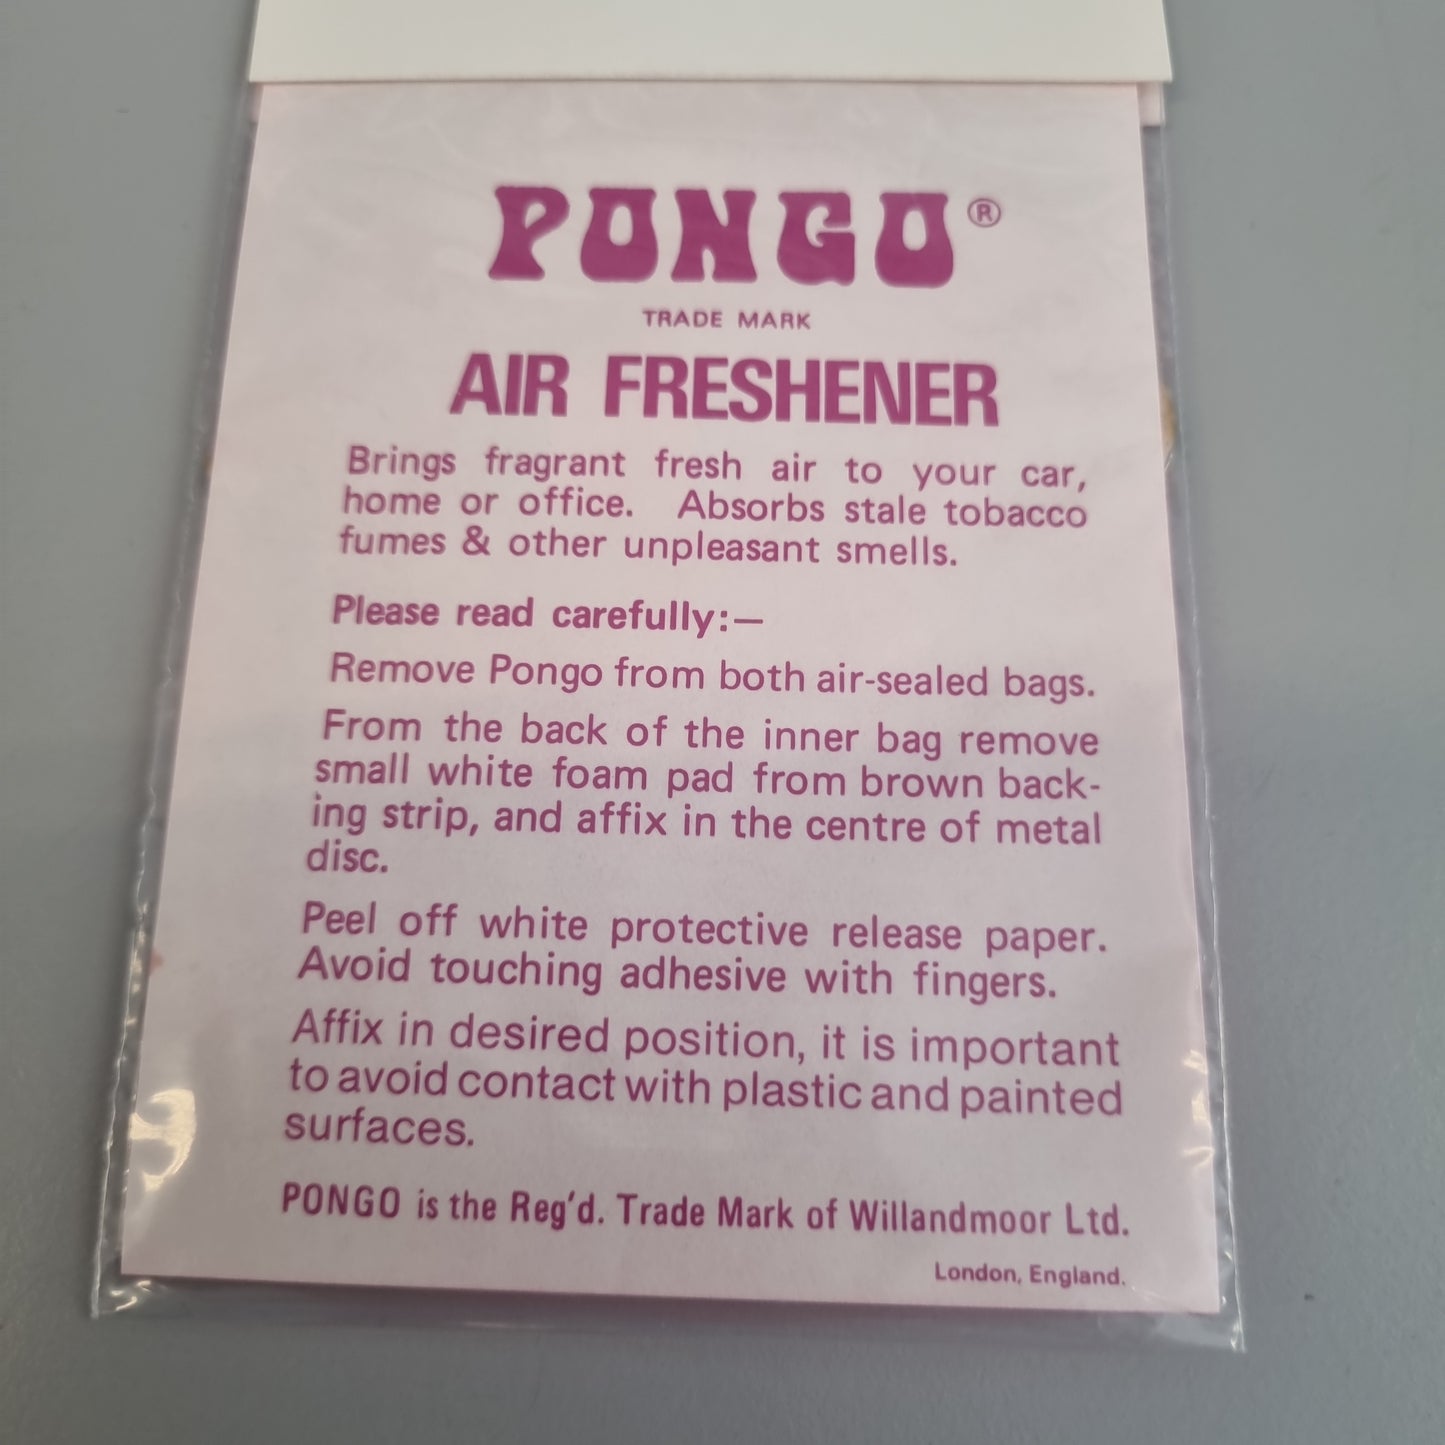 PONGO®
TRADE MARK
AIR FRESHENER
Brings fragrant fresh air to your car,
home or office. Absorbs stale tobacco
fumes & other unpleasant smells.
Please read carefully:—
Remove Pongo from both air-sealed bags.
From the back of the inner bag remove
small white foam pad from brown back-
ing strip, and affix in the centre of metal
disc.
Peel off white protective release paper.
Avoid touching adhesive with fingers.
Affix in desired position, it is important
to avoid contact with plastic and painted
surfaces.
PONGO is the Reg'd. Trade Mark of Willandmoor Ltd.
London, England.